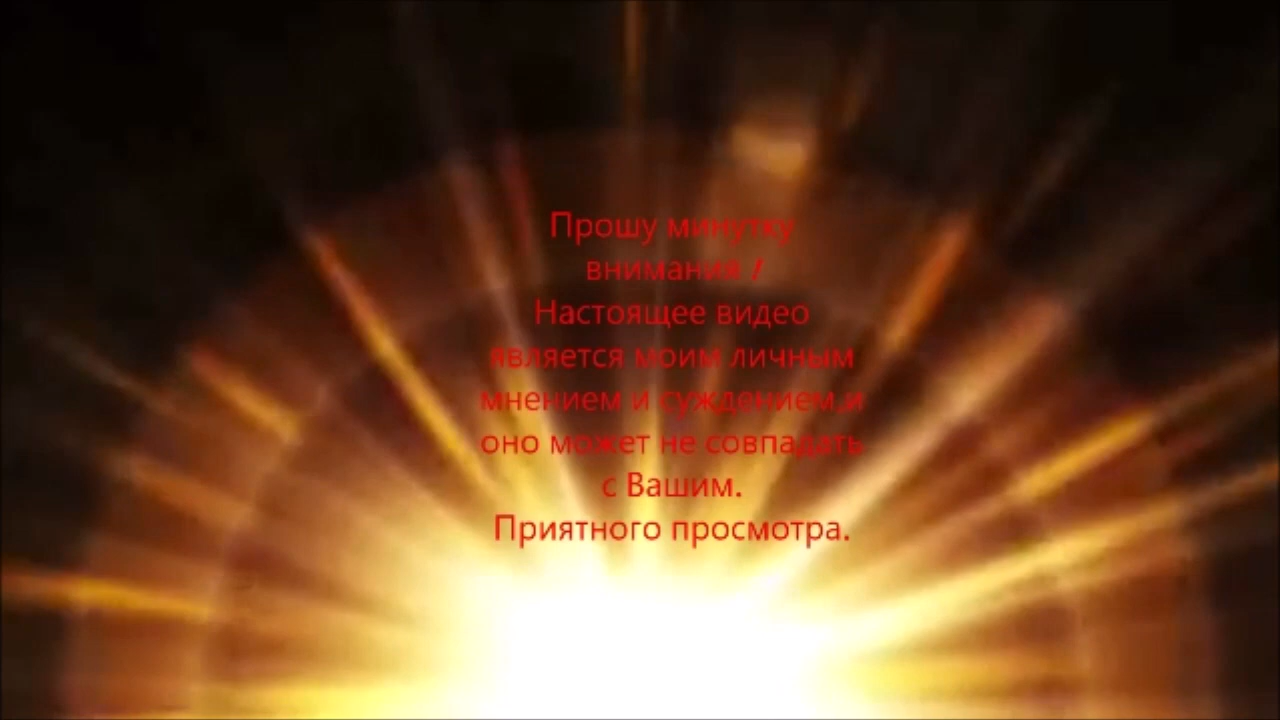 Прошу минутку
внимания !
Настоящее видео
является моим личным
мнением и суждением,и
оно может не совпадать
с Вашим.
Приятного просмотра.